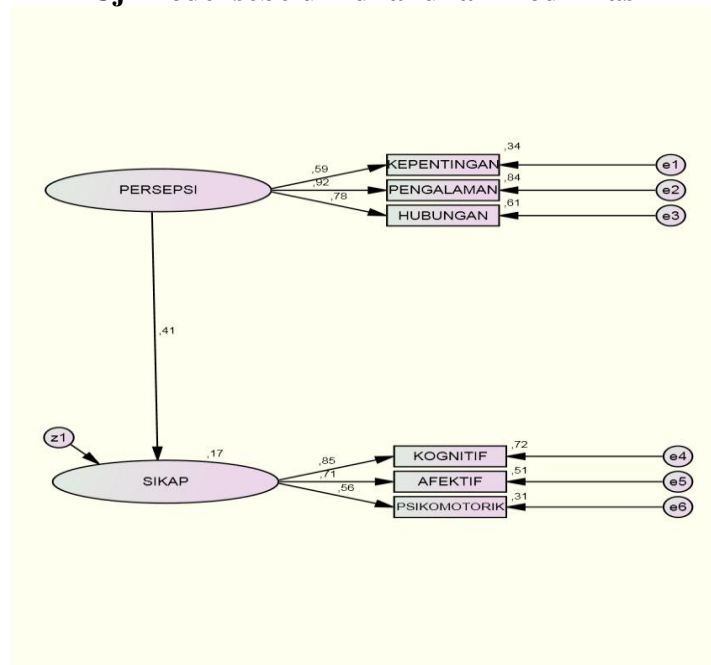 ,34
,59
KEPENTINGAN
e1
,84
PERSEPSI
,92
PENGALAMAN
e2
,78
,61
HUBUNGAN
e3
,41
z1
,17
,72
,85
KOGNITIF
e4
,51
SIKAP
,71
AFEKTIF
e5
,56
,31
PSIKOMOTORIK
e6